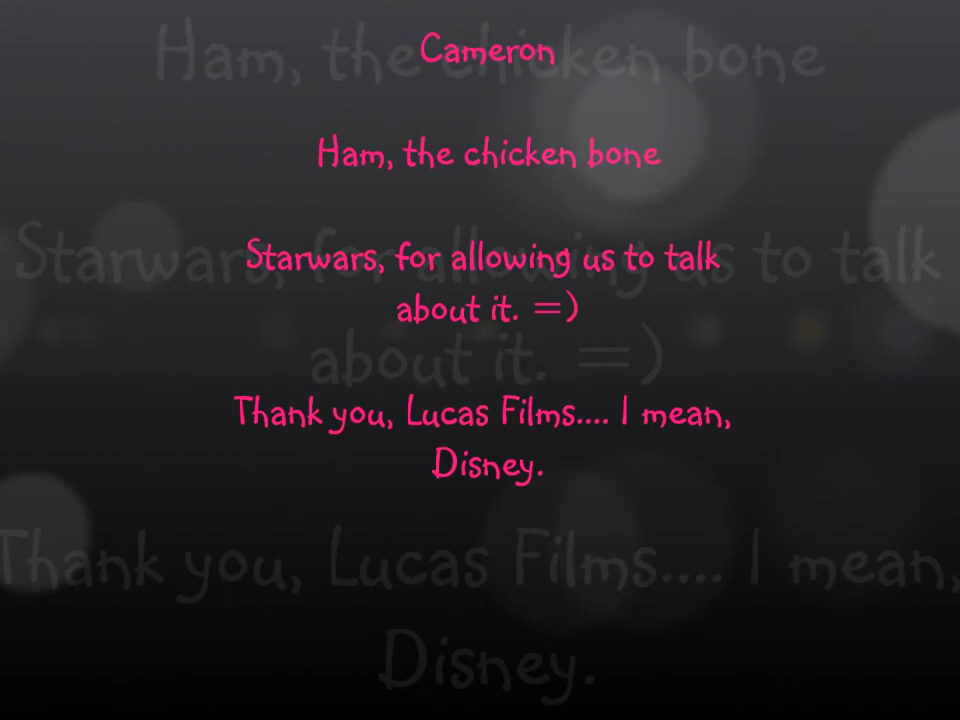 Cameron
Ham, the chicken bone
Starwars, for allowing us to talk
about it. =)
Thank you, Lucas Films.... I mean,
Disney.